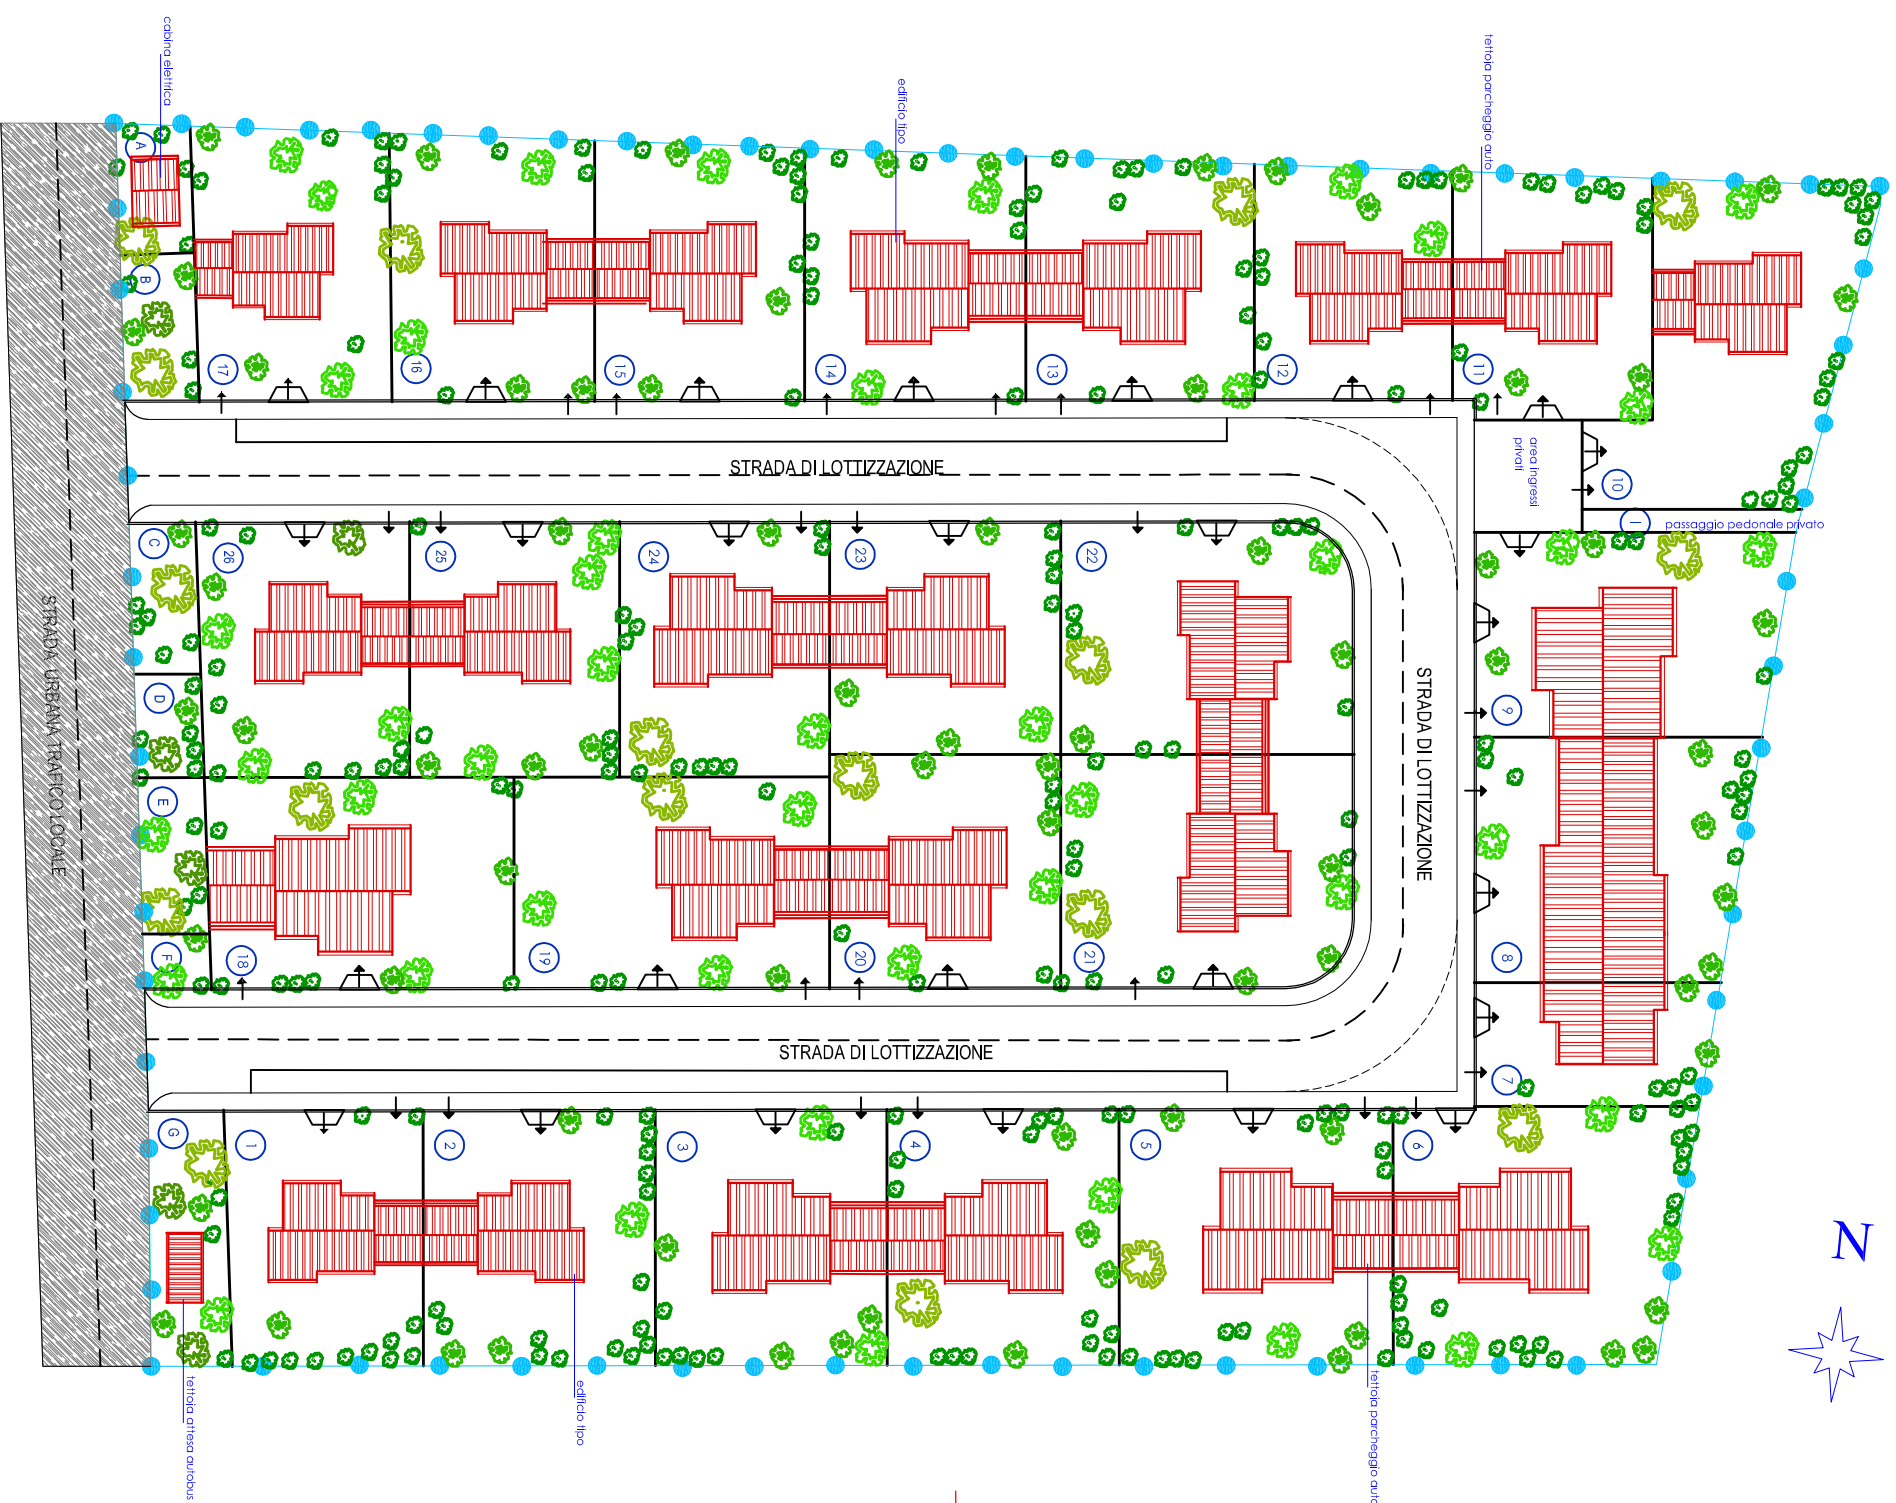 cabina elettrica
edificio tipo
tettoia parcheggio auto
A
B
17
16
15
14
13
12
11
area ingressi
privati
10
I
passaggio pedonale privato
STRADA DI LOTTIZZAZIONE
C
26
25
24
23
22
D
STRADA URBANA TRAFICO LOCALE
STRADA DI LOTTIZZAZIONE
9
E
F
18
19
20
21
8
STRADA DI LOTTIZZAZIONE
7
G
1
2
3
4
5
6
N
tettoia attesa autobus
edificio tipo
tettoia parcheggio auto